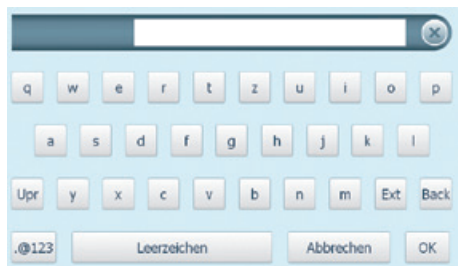 q w e r t z u i o p
a s d f g h j k l
Upr y x c v b n m Ext Back
.@123 Leerzeichen Abbrechen OK